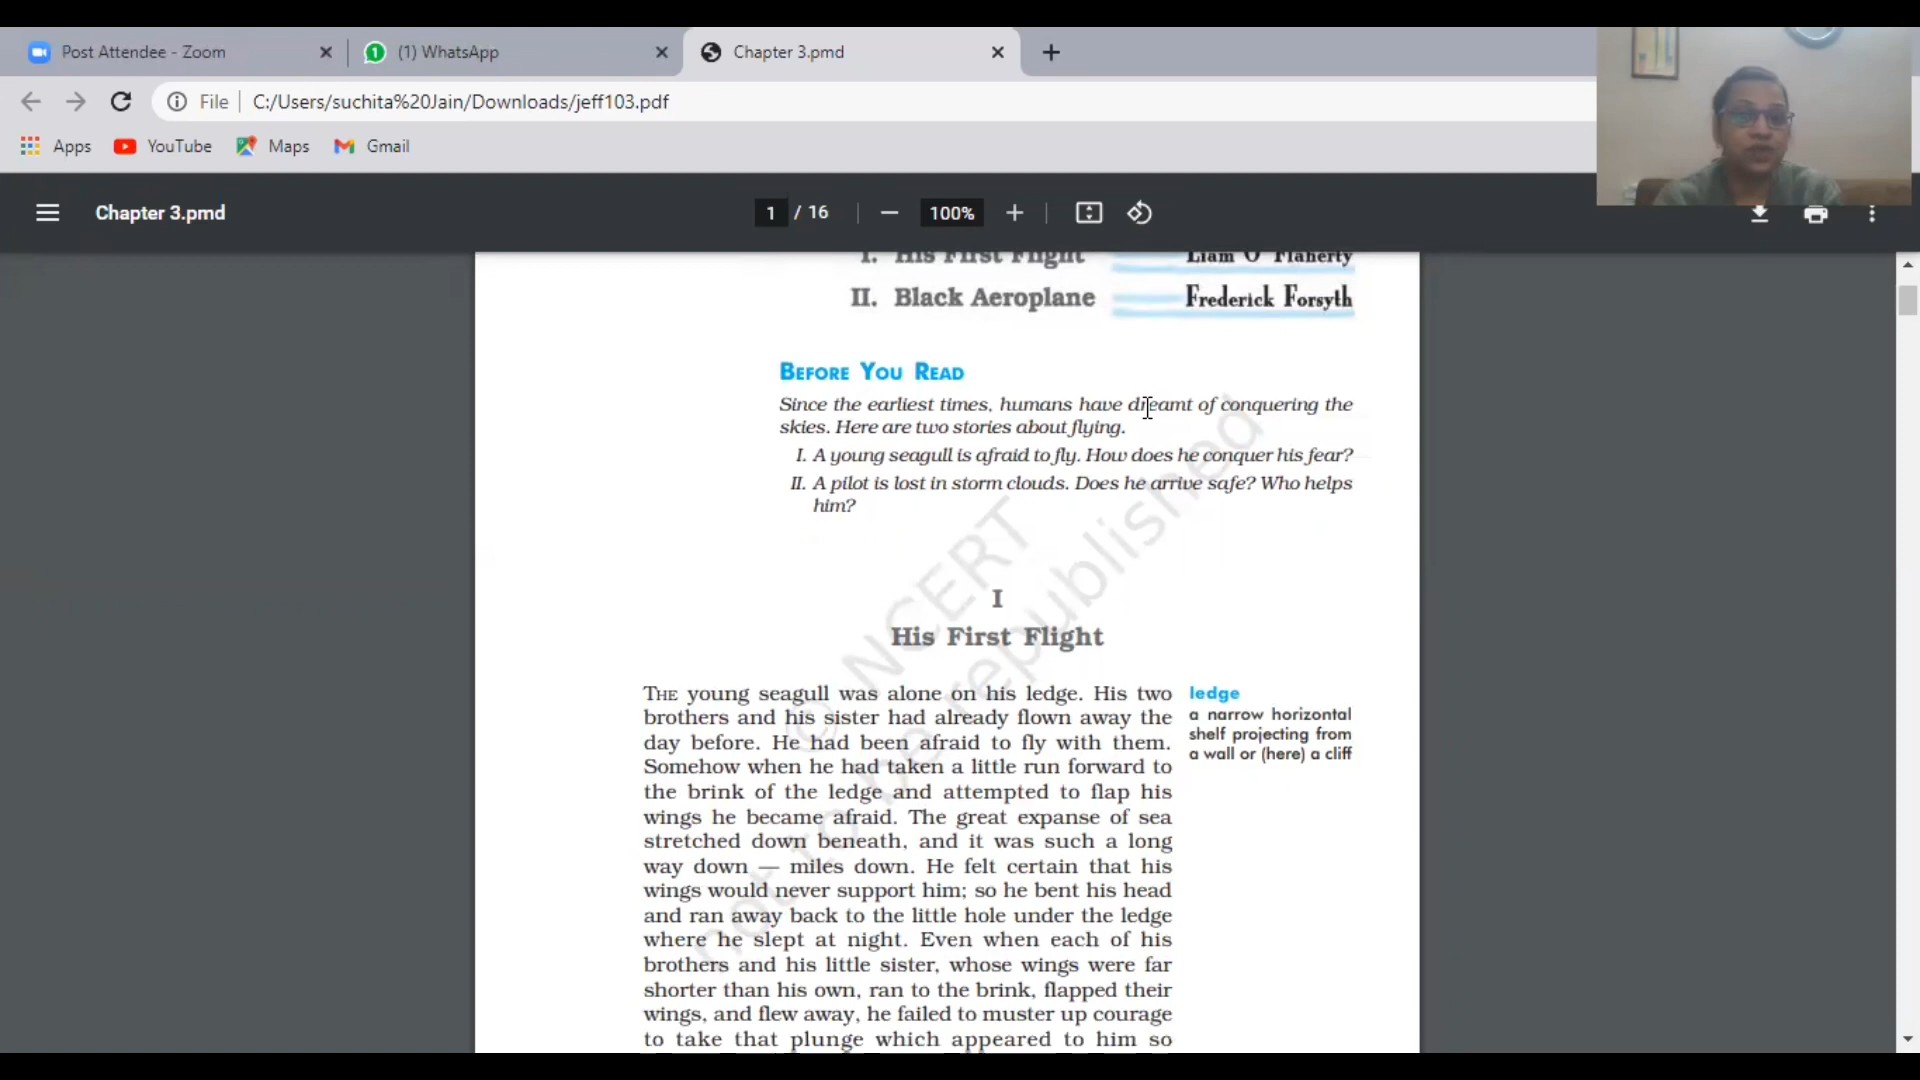 Post Attendee - Zoom
(1) WhatsApp
Chapter 3.pmd
File C:/Users/suchita%20Jain/Downloads/jeff103.pdf
Apps YouTube Maps Gmail
Chapter 3.pmd
1 / 16
100%
I. His First Flight Liam O' Flaherty
II. Black Aeroplane Frederick Forsyth
BEFORE YOU READ
Since the earliest times, humans have dreamt of conquering the
skies. Here are two stories about flying.
I. A young seagull is afraid to fly. How does he conquer his fear?
II. A pilot is lost in storm clouds. Does he arrive safe? Who helps
him?
I
His First Flight
THE young seagull was alone on his ledge. His two
brothers and his sister had already flown away the
day before. He had been afraid to fly with them.
Somehow when he had taken a little run forward to
the brink of the ledge and attempted to flap his
wings he became afraid. The great expanse of sea
stretched down beneath, and it was such a long
way down — miles down. He felt certain that his
wings would never support him; so he bent his head
and ran away back to the little hole under the ledge
where he slept at night. Even when each of his
brothers and his little sister, whose wings were far
shorter than his own, ran to the brink, flapped their
wings, and flew away, he failed to muster up courage
to take that plunge which appeared to him so
ledge
a narrow horizontal
shelf projecting from
a wall or (here) a cliff
© NCERT
not to be republished